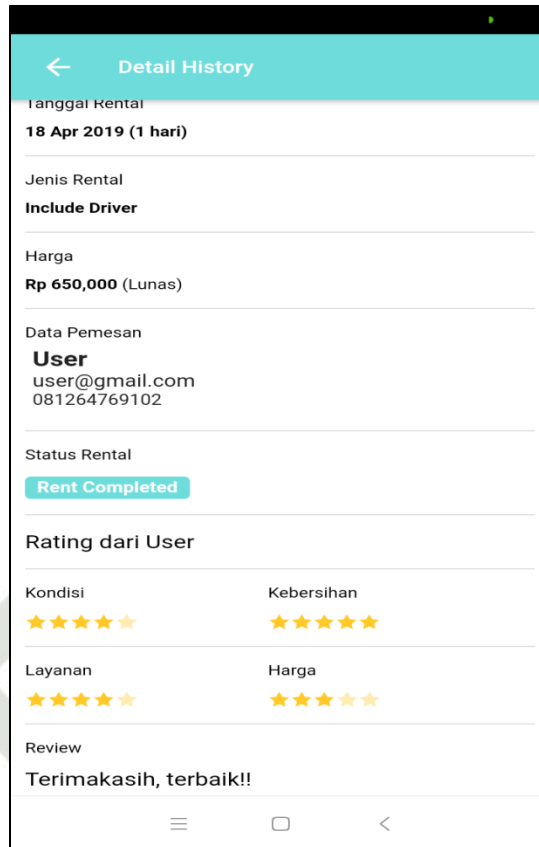 Detail History
Tanggal Rental
18 Apr 2019 (1 hari)
Jenis Rental
Include Driver
Harga
Rp 650,000 (Lunas)
Data Pemesan
User
user@gmail.com
081264769102
Status Rental
Rent Completed
Rating dari User
Kondisi
Kebersihan
Layanan
Harga
Review
Terimakasih, terbaik!!